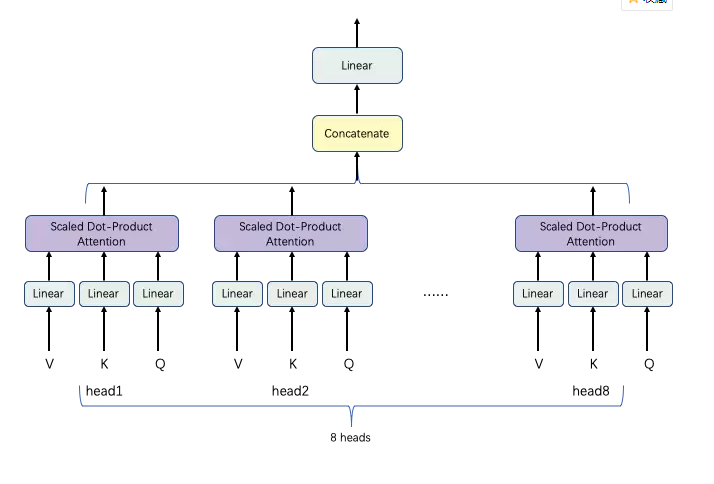 Linear
Concatenate
Scaled Dot-Product
Attention
Scaled Dot-Product
Attention
Scaled Dot-Product
Attention
Linear Linear Linear Linear Linear Linear ...... Linear Linear Linear
V K Q V K Q V K Q
head1 head2 head8
8 heads